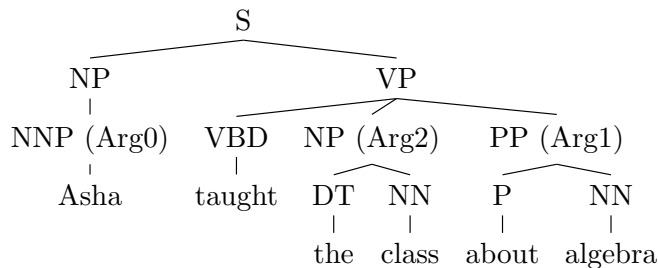 S
NP VP
NNP (Arg0) VBD NP (Arg2) PP (Arg1)
Asha taught DT NN P NN
the class about algebra